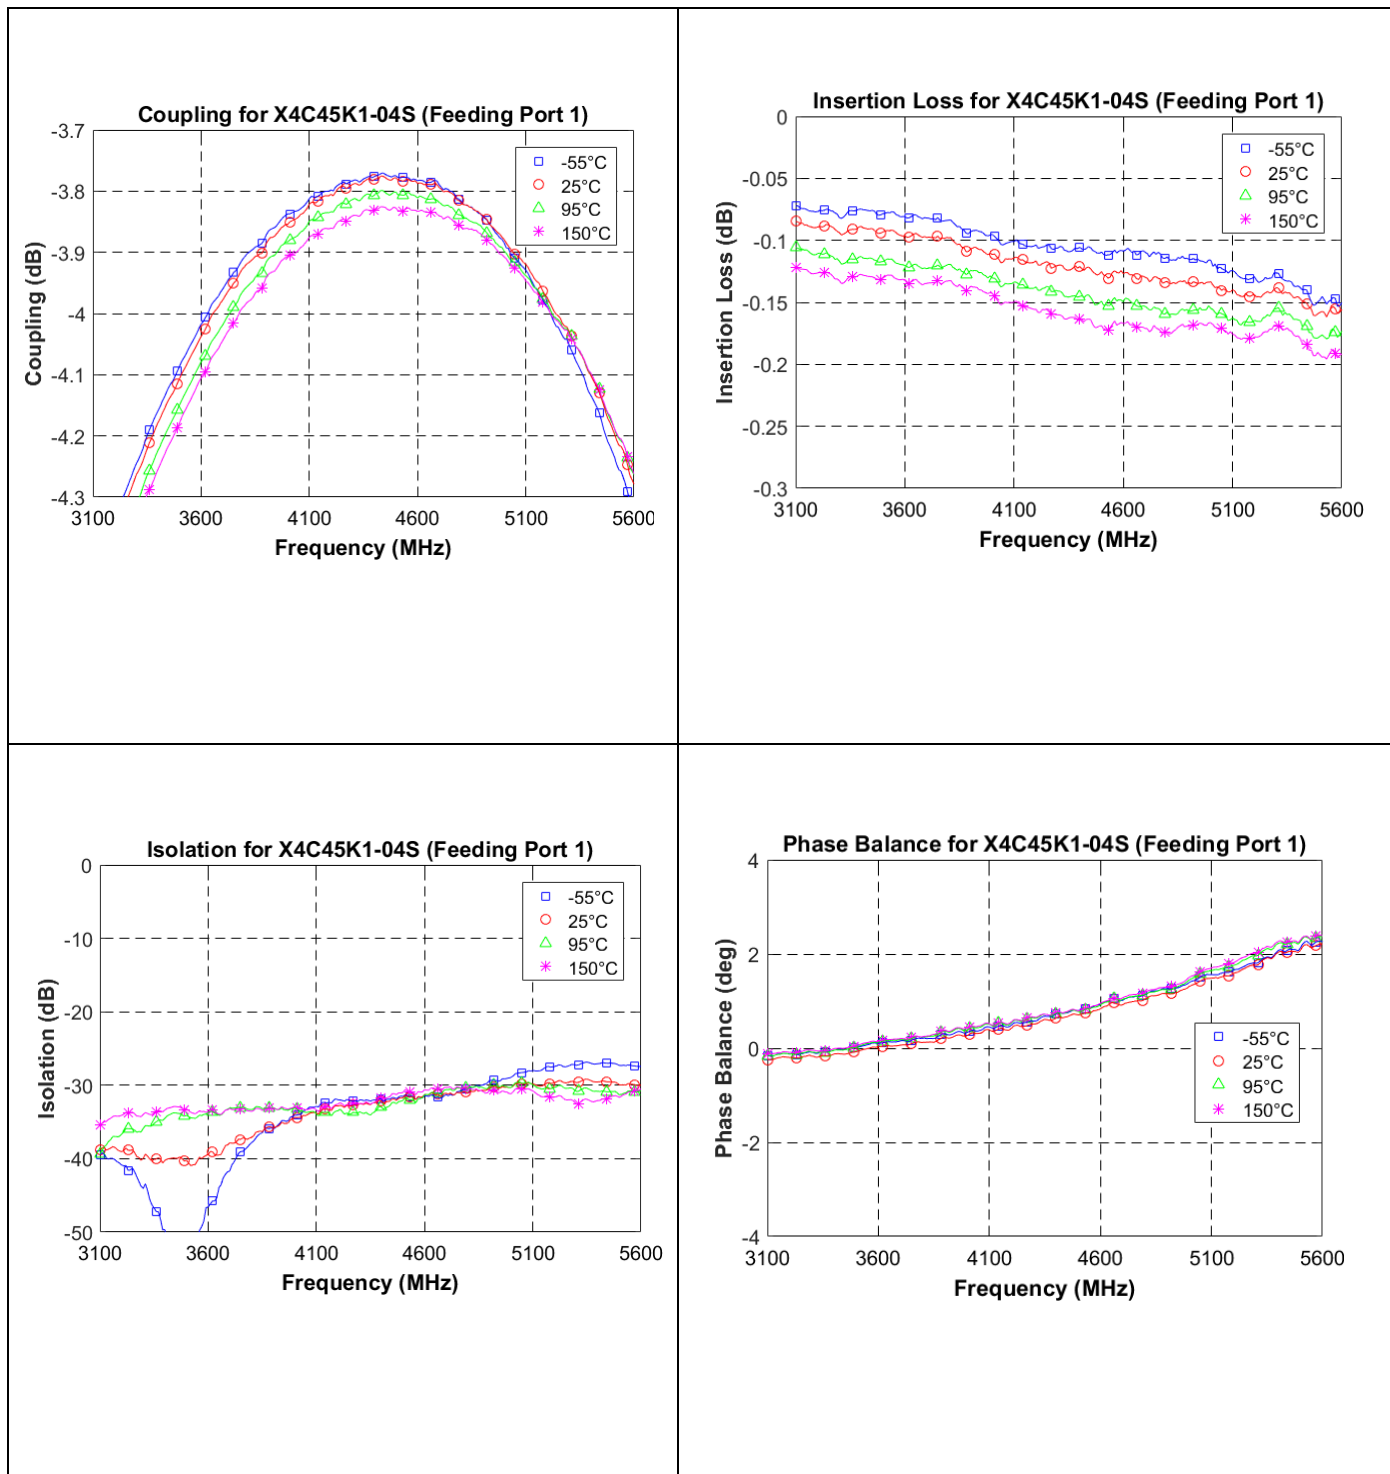 Coupling for X4C45K1-04S (Feeding Port 1)
-3.7
-3.8
-3.9
-4
-4.1
-4.2
-4.3
Coupling (dB)
-55°C
25°C
95°C
150°C
3100 3600 4100 4600 5100 5600
Frequency (MHz)
Insertion Loss for X4C45K1-04S (Feeding Port 1)
0
-0.05
-0.1
-0.15
-0.2
-0.25
-0.3
Insertion Loss (dB)
-55°C
25°C
95°C
150°C
3100 3600 4100 4600 5100 5600
Frequency (MHz)
Isolation for X4C45K1-04S (Feeding Port 1)
0
-10
-20
-30
-40
-50
Isolation (dB)
-55°C
25°C
95°C
150°C
3100 3600 4100 4600 5100 5600
Frequency (MHz)
Phase Balance for X4C45K1-04S (Feeding Port 1)
4
2
0
-2
-4
Phase Balance (deg)
-55°C
25°C
95°C
150°C
3100 3600 4100 4600 5100 5600
Frequency (MHz)